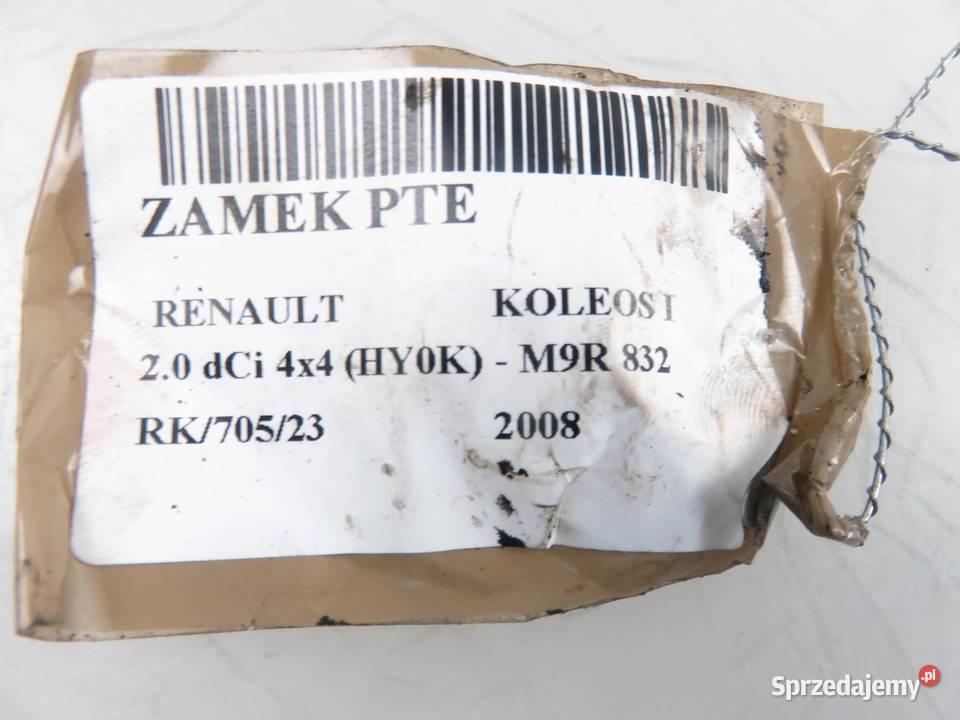 ZAMEK PTE
RENAULT KOLEOS I
2.0 dCi 4x4 (HY0K) - M9R 832
RK/705/23 2008
Sprzedajemy.pl